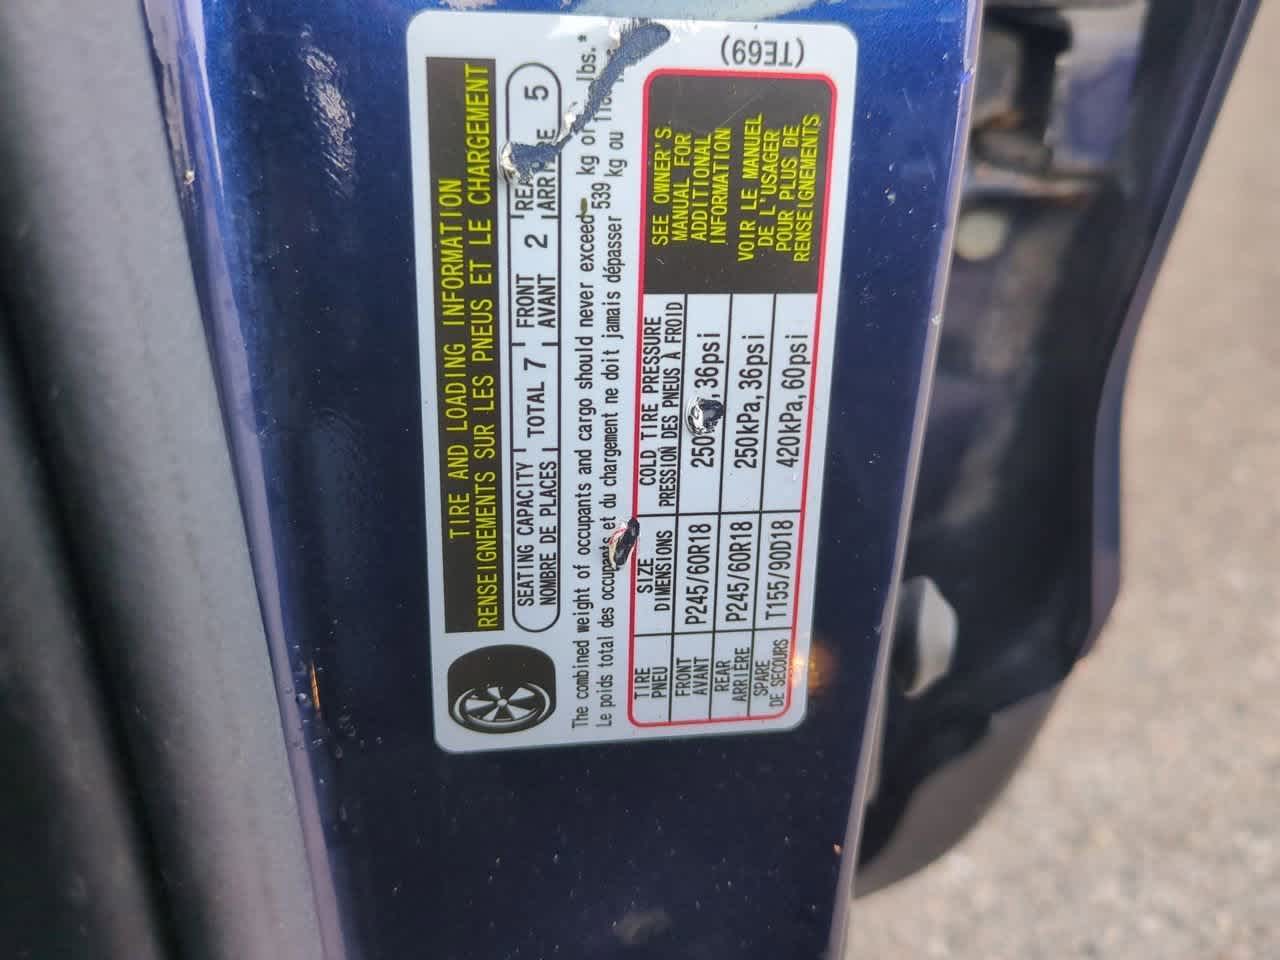 (TE69)
TIRE AND LOADING INFORMATION
RENSEIGNEMENTS SUR LES PNEUS ET LE CHARGEMENT
SEATING CAPACITY TOTAL 7 FRONT 2 5
NOMBRE DE PLACES AVANT
The combined weight of occupants and cargo should never exceed kg or lbs.*
Le poids total des occupants et du chargement ne doit jamais dépasser 539 kg ou
TIRE SIZE COLD TIRE PRESSURE
PNEU DIMENSIONS PRESSION DES PNEUS À FROID
FRONT P245/60R18 36psi
AVANT
REAR P245/60R18 250kPa, 36psi
ARRIÈRE
SPARE T155/90D18 420kPa, 60psi
DE SECOURS
SEE OWNER'S
MANUAL FOR
ADDITIONAL
INFORMATION
VOIR LE MANUEL
DE L'USAGER
POUR PLUS DE
RENSEIGNEMENTS